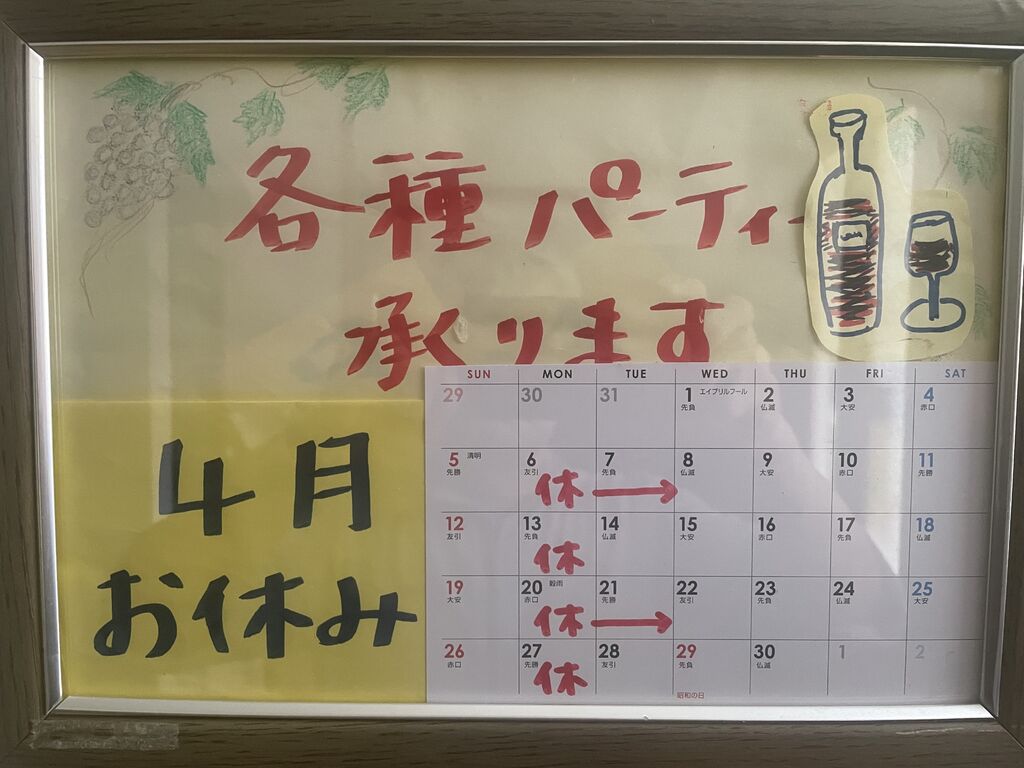 各種パーティー
承ります
4月
お休み
SUN MON TUE WED THU FRI SAT
29 30 31 1 エイプリルフール 2 3 4
先負 仏滅 大安 赤口
5 清明 6 7 8 9 10 11
先勝 友引 先負 仏滅 大安 赤口 先勝
休→
12 13 14 15 16 17 18
友引 先負 仏滅 大安 赤口 先負 仏滅
休
19 20 穀雨 21 22 23 24 25
大安 赤口 先勝 友引 先負 仏滅 大安
休→
26 27 28 29 30 1 2
赤口 先勝 友引 先負 仏滅
休
昭和の日